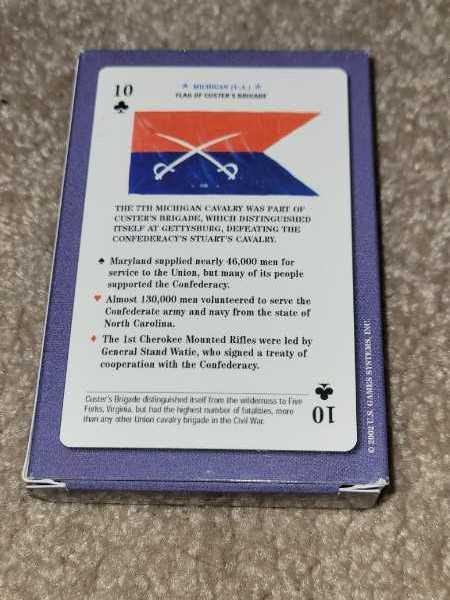 10
★ MICHIGAN (U.S.) ★
FLAG OF CUSTER'S BRIGADE
THE 7TH MICHIGAN CAVALRY WAS PART OF
CUSTER'S BRIGADE, WHICH DISTINGUISHED
ITSELF AT GETTYSBURG, DEFEATING THE
CONFEDERACY'S STUART'S CAVALRY.
♠ Maryland supplied nearly 46,000 men for
service to the Union, but many of its people
supported the Confederacy.
♥ Almost 130,000 men volunteered to serve the
Confederate army and navy from the state of
North Carolina.
♦ The 1st Cherokee Mounted Rifles were led by
General Stand Watie, who signed a treaty of
cooperation with the Confederacy.
Custer's Brigade distinguished itself from the wilderness to Five
Forks, Virginia, but had the highest number of fatalities, more
than any other Union cavalry brigade in the Civil War.
10
© 2002 U.S. GAMES SYSTEMS, INC.